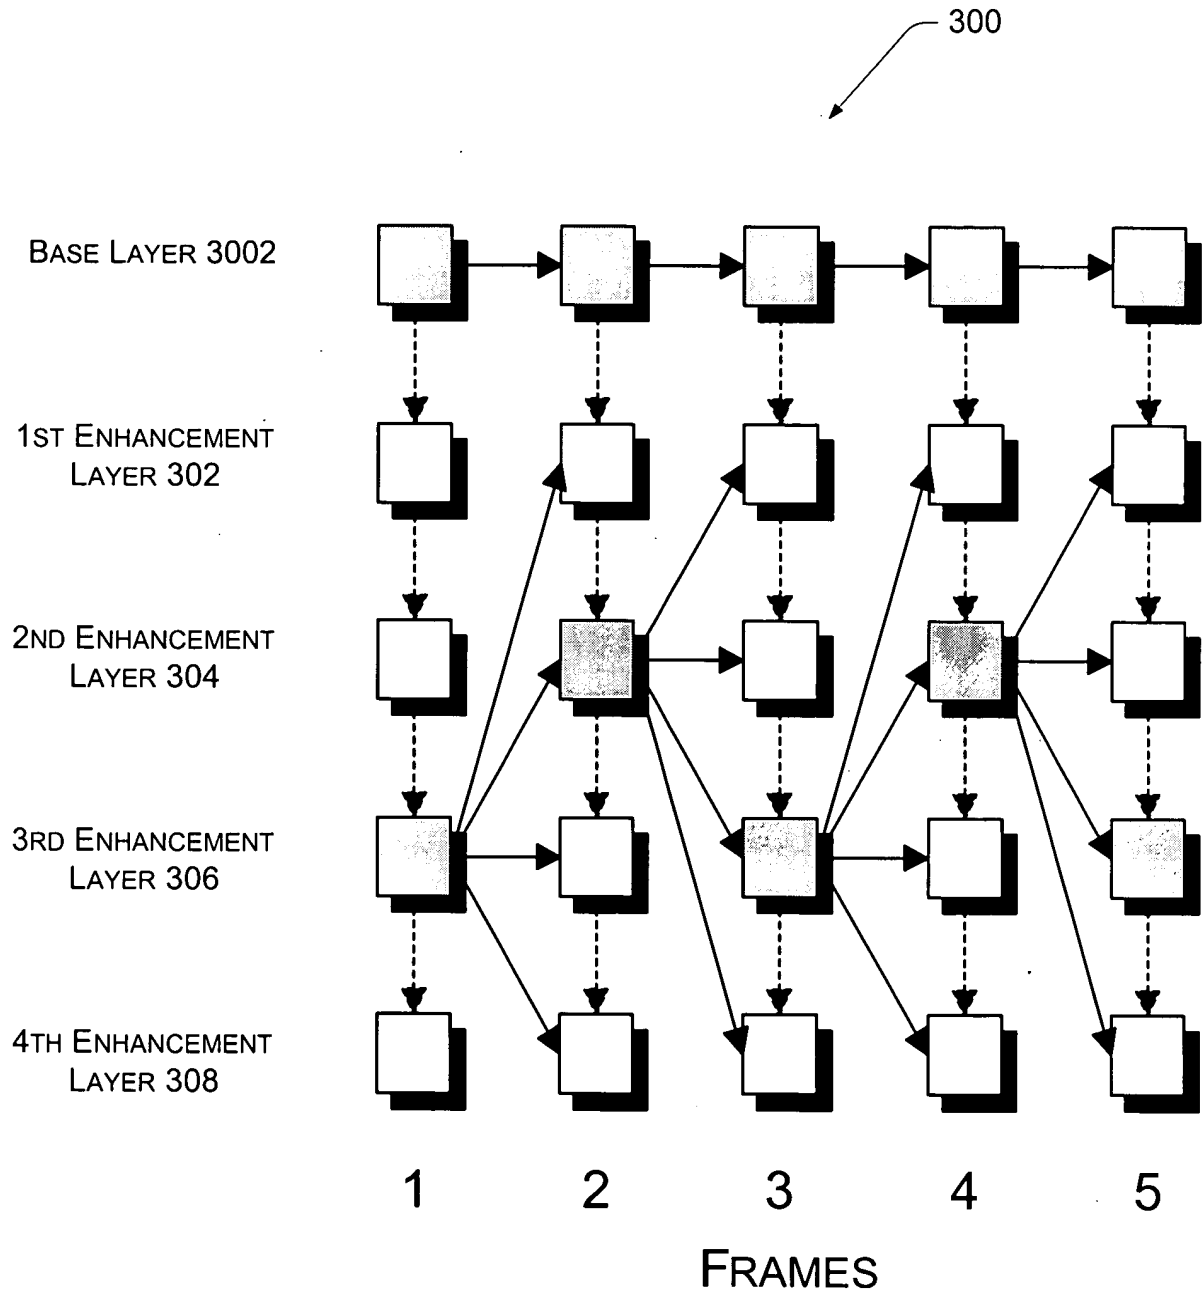 300
BASE LAYER 3002
1ST ENHANCEMENT
LAYER 302
2ND ENHANCEMENT
LAYER 304
3RD ENHANCEMENT
LAYER 306
4TH ENHANCEMENT
LAYER 308
1 2 3 4 5
FRAMES